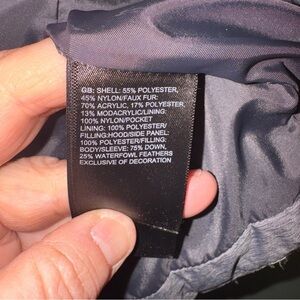 GB: SHELL: 55% POLYESTER,
45% NYLON/FAUX FUR:
70% ACRYLIC, 17% POLYESTER,
13% MODACRYLIC/LINING:
100% NYLON/POCKET
LINING: 100% POLYESTER/
FILLING:HOOD/SIDE PANEL:
100% POLYESTER/FILLING:
BODY/SLEEVE: 75% DOWN,
25% WATERFOWL FEATHERS
EXCLUSIVE OF DECORATION